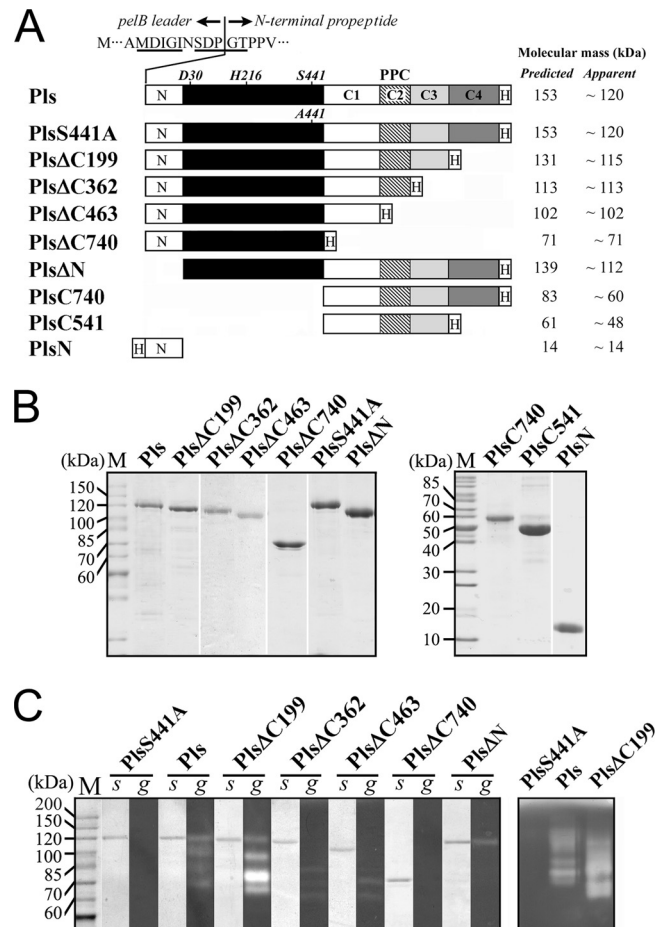 A
pelB leader N-terminal propeptide
M···AMDIGINSDPIGTPPV···
Molecular mass (kDa)
D30 H216 S441 PPC Predicted Apparent
Pls N C1 C2 C3 C4 H 153 ~ 120
A441
PlsS441A N H 153 ~ 120
PlsΔC199 N H 131 ~ 115
PlsΔC362 N H 113 ~ 113
PlsΔC463 N H 102 ~ 102
PlsΔC740 N H 71 ~ 71
PlsΔN H 139 ~ 112
PlsC740 H 83 ~ 60
PlsC541 H 61 ~ 48
PlsN H N 14 ~ 14
B
(kDa) M Pls PlsΔC199 PlsΔC362 PlsΔC463 PlsΔC740 PlsS441A PlsΔN
150
120
100
85
70
60
(kDa) M PlsC740 PlsC541 PlsN
85
70
60
50
40
30
20
10
C
PlsS441A Pls PlsΔC199 PlsΔC362 PlsΔC463 PlsΔC740 PlsΔN
(kDa) M s g s g s g s g s g s g s g
200
150
120
100
85
70
60
PlsS441A Pls PlsΔC199